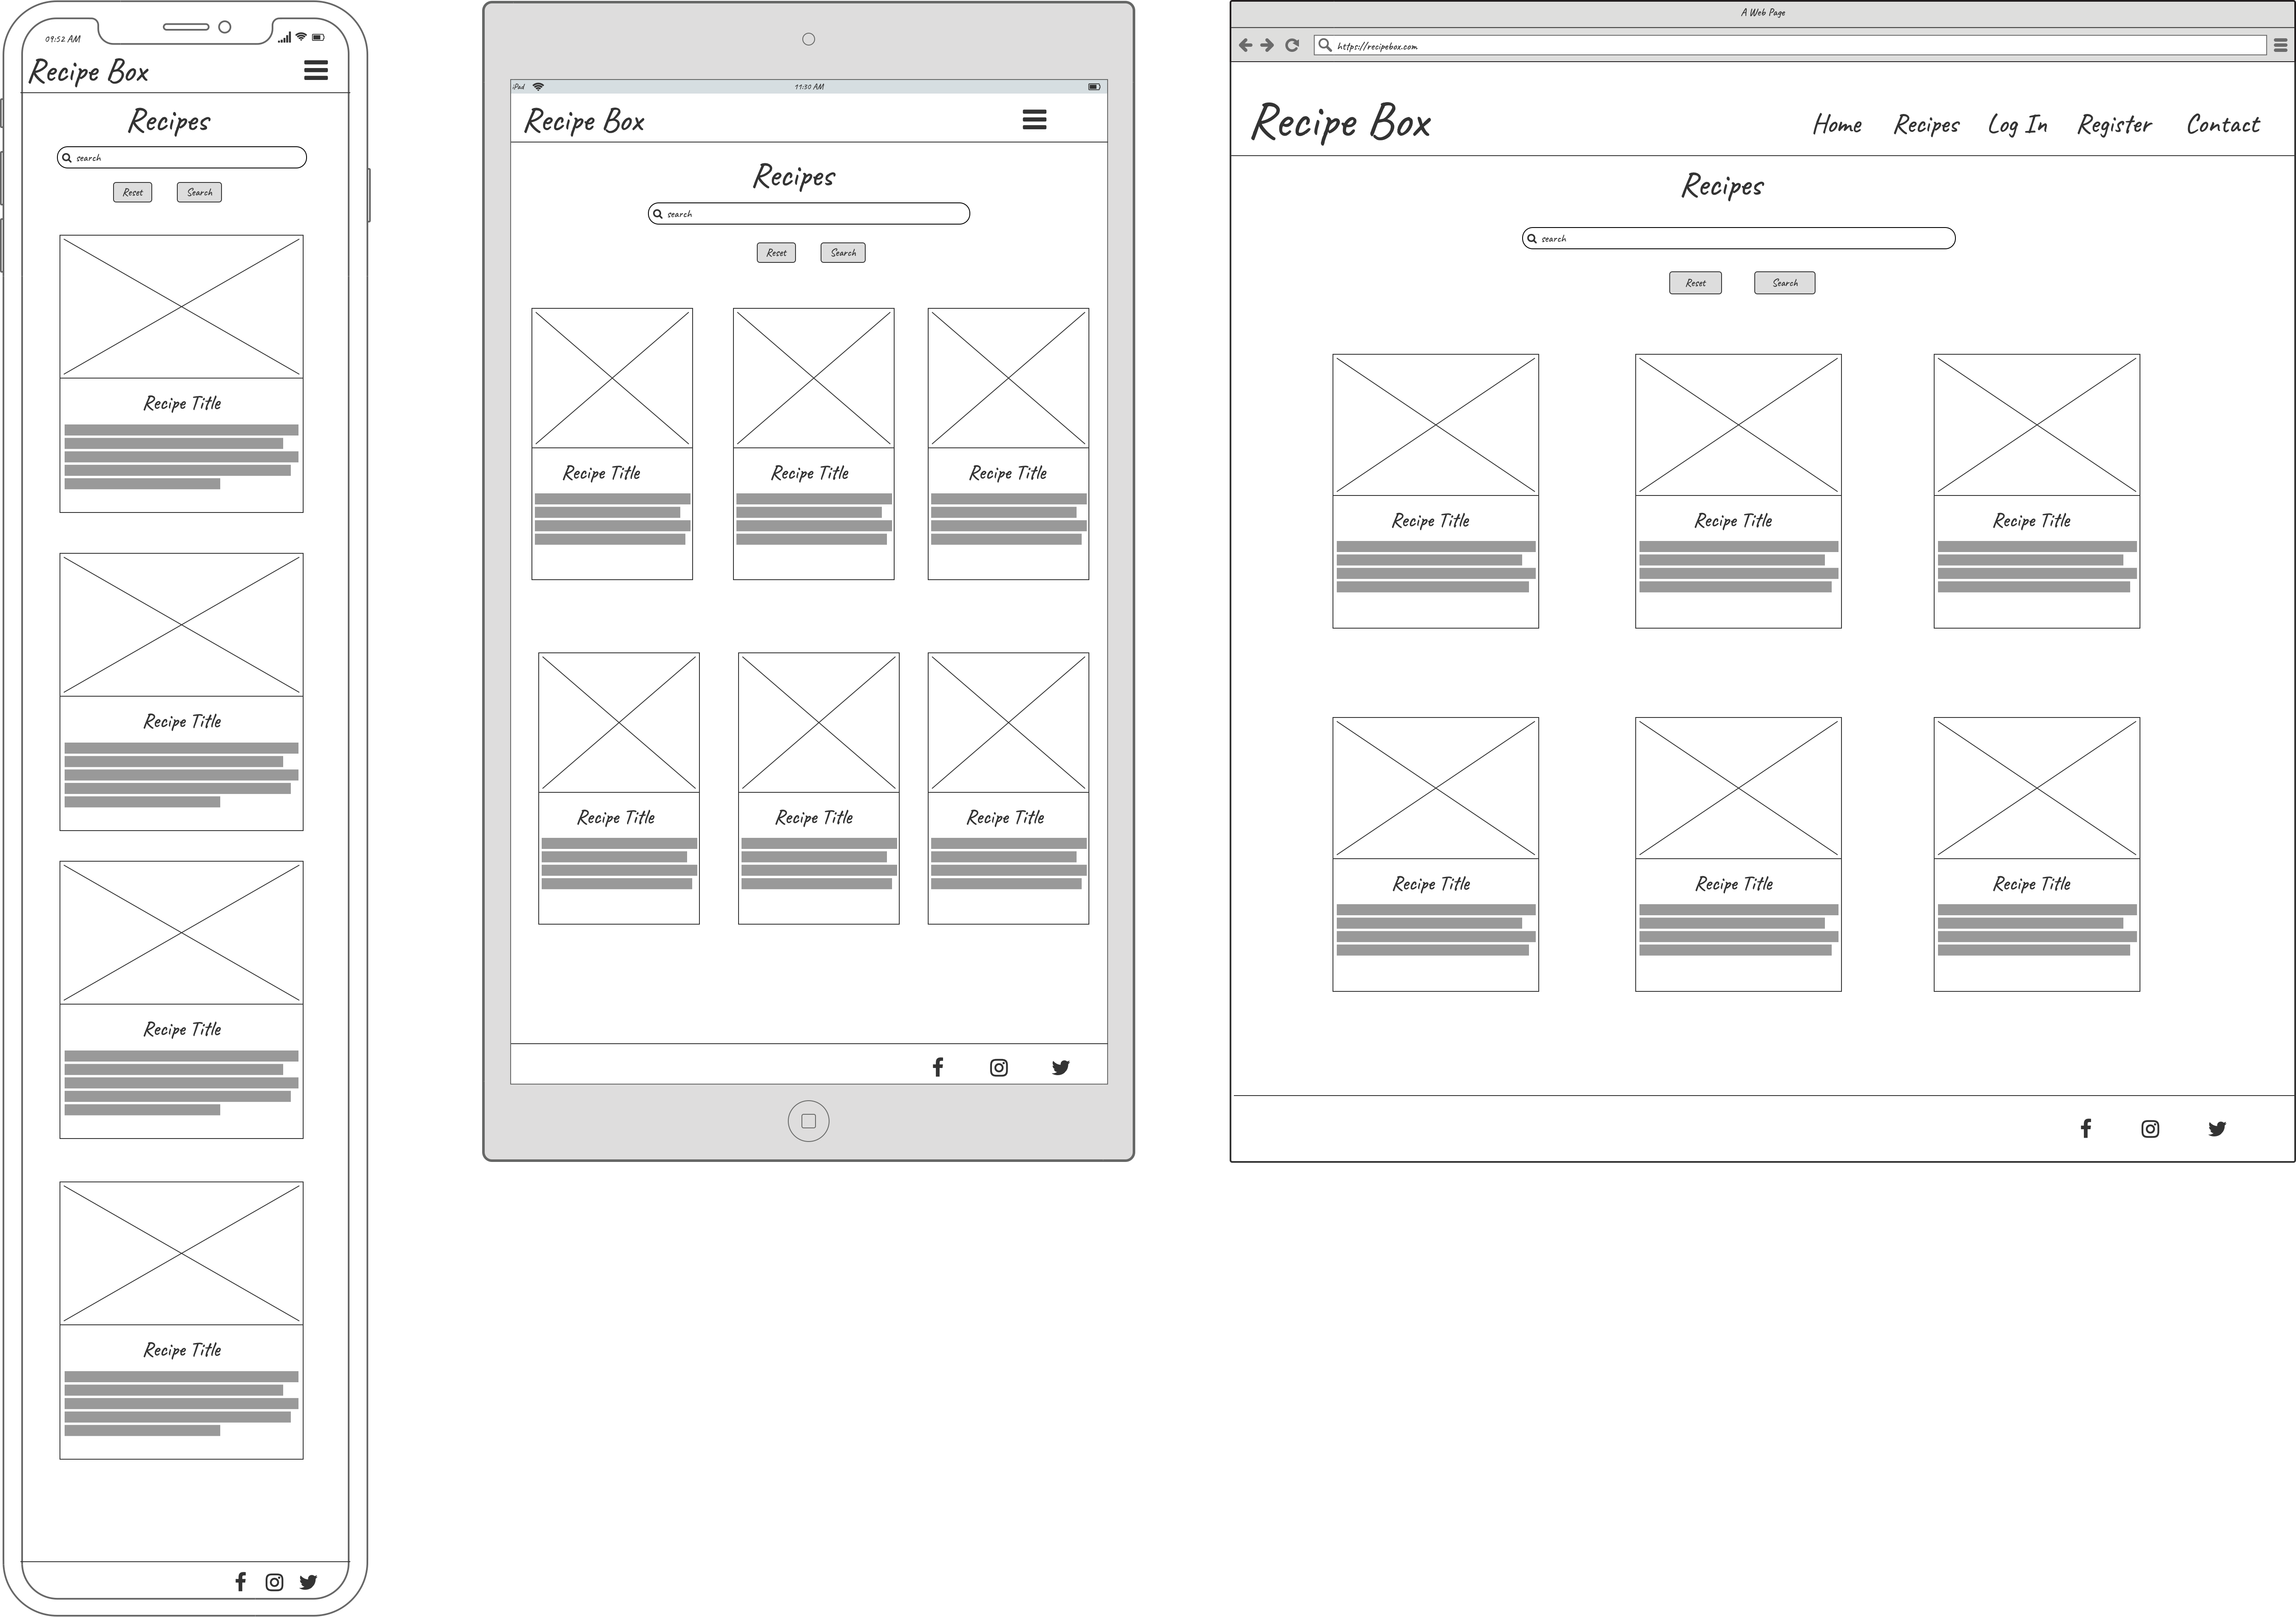 09:52 AM
Recipe Box
Recipes
search
Reset Search
Recipe Title
Recipe Title
Recipe Title
Recipe Title
iPad 11:30 AM
Recipe Box
Recipes
search
Reset Search
Recipe Title Recipe Title Recipe Title
Recipe Title Recipe Title Recipe Title
A Web Page
https://recipebox.com
Recipe Box Home Recipes Log In Register Contact
Recipes
search
Reset Search
Recipe Title Recipe Title Recipe Title
Recipe Title Recipe Title Recipe Title